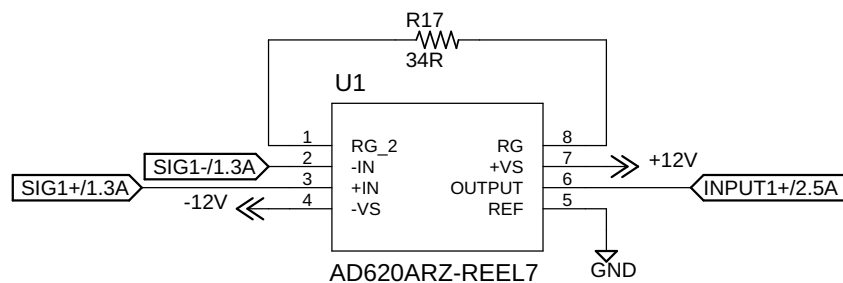 R17
34R
U1
1 RG_2 RG 8
SIG1-/1.3A 2 -IN +VS 7 +12V
SIG1+/1.3A 3 +IN OUTPUT 6 INPUT1+/2.5A
-12V 4 -VS REF 5
AD620ARZ-REEL7
GND